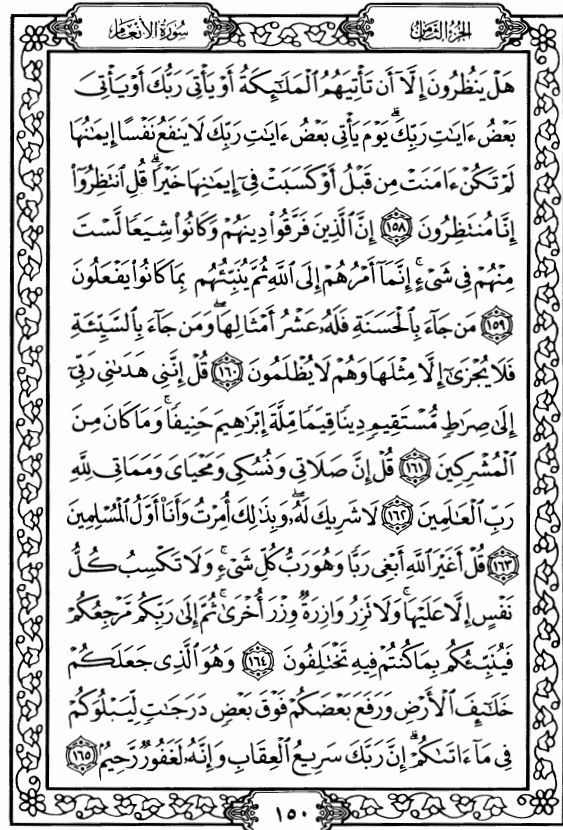 الجزء الثامن
سورة الأنعام
هَلْ يَنظُرُونَ إِلَّآ أَن تَأْتِيَهُمُ ٱلْمَلَـٰٓئِكَةُ أَوْ يَأْتِىَ رَبُّكَ أَوْ يَأْتِىَ
بَعْضُ ءَايَـٰتِ رَبِّكَ ۗ يَوْمَ يَأْتِى بَعْضُ ءَايَـٰتِ رَبِّكَ لَا يَنفَعُ نَفْسًا إِيمَـٰنُهَا
لَمْ تَكُنْ ءَامَنَتْ مِن قَبْلُ أَوْ كَسَبَتْ فِىٓ إِيمَـٰنِهَا خَيْرًا ۗ قُلِ ٱنتَظِرُوٓا۟
إِنَّا مُنتَظِرُونَ ١٥٨ إِنَّ ٱلَّذِينَ فَرَّقُوا۟ دِينَهُمْ وَكَانُوا۟ شِيَعًا لَّسْتَ
مِنْهُمْ فِى شَىْءٍ ۚ إِنَّمَآ أَمْرُهُمْ إِلَى ٱللَّهِ ثُمَّ يُنَبِّئُهُم بِمَا كَانُوا۟ يَفْعَلُونَ
١٥٩ مَن جَآءَ بِٱلْحَسَنَةِ فَلَهُۥ عَشْرُ أَمْثَالِهَا ۖ وَمَن جَآءَ بِٱلسَّيِّئَةِ
فَلَا يُجْزَىٰٓ إِلَّا مِثْلَهَا وَهُمْ لَا يُظْلَمُونَ ١٦٠ قُلْ إِنَّنِى هَدَىٰنِى رَبِّىٓ
إِلَىٰ صِرَٰطٍ مُّسْتَقِيمٍ دِينًا قِيَمًا مِّلَّةَ إِبْرَٰهِيمَ حَنِيفًا ۚ وَمَا كَانَ مِنَ
ٱلْمُشْرِكِينَ ١٦١ قُلْ إِنَّ صَلَاتِى وَنُسُكِى وَمَحْيَاىَ وَمَمَاتِى لِلَّهِ
رَبِّ ٱلْعَـٰلَمِينَ ١٦٢ لَا شَرِيكَ لَهُۥ ۖ وَبِذَٰلِكَ أُمِرْتُ وَأَنَا۠ أَوَّلُ ٱلْمُسْلِمِينَ
١٦٣ قُلْ أَغَيْرَ ٱللَّهِ أَبْغِى رَبًّا وَهُوَ رَبُّ كُلِّ شَىْءٍ ۚ وَلَا تَكْسِبُ كُلُّ
نَفْسٍ إِلَّا عَلَيْهَا ۚ وَلَا تَزِرُ وَازِرَةٌ وِزْرَ أُخْرَىٰ ۚ ثُمَّ إِلَىٰ رَبِّكُم مَّرْجِعُكُمْ
فَيُنَبِّئُكُم بِمَا كُنتُمْ فِيهِ تَخْتَلِفُونَ ١٦٤ وَهُوَ ٱلَّذِى جَعَلَكُمْ
خَلَـٰٓئِفَ ٱلْأَرْضِ وَرَفَعَ بَعْضَكُمْ فَوْقَ بَعْضٍ دَرَجَـٰتٍ لِّيَبْلُوَكُمْ
فِى مَآ ءَاتَىٰكُمْ ۗ إِنَّ رَبَّكَ سَرِيعُ ٱلْعِقَابِ وَإِنَّهُۥ لَغَفُورٌ رَّحِيمٌۢ ١٦٥
١٥٠